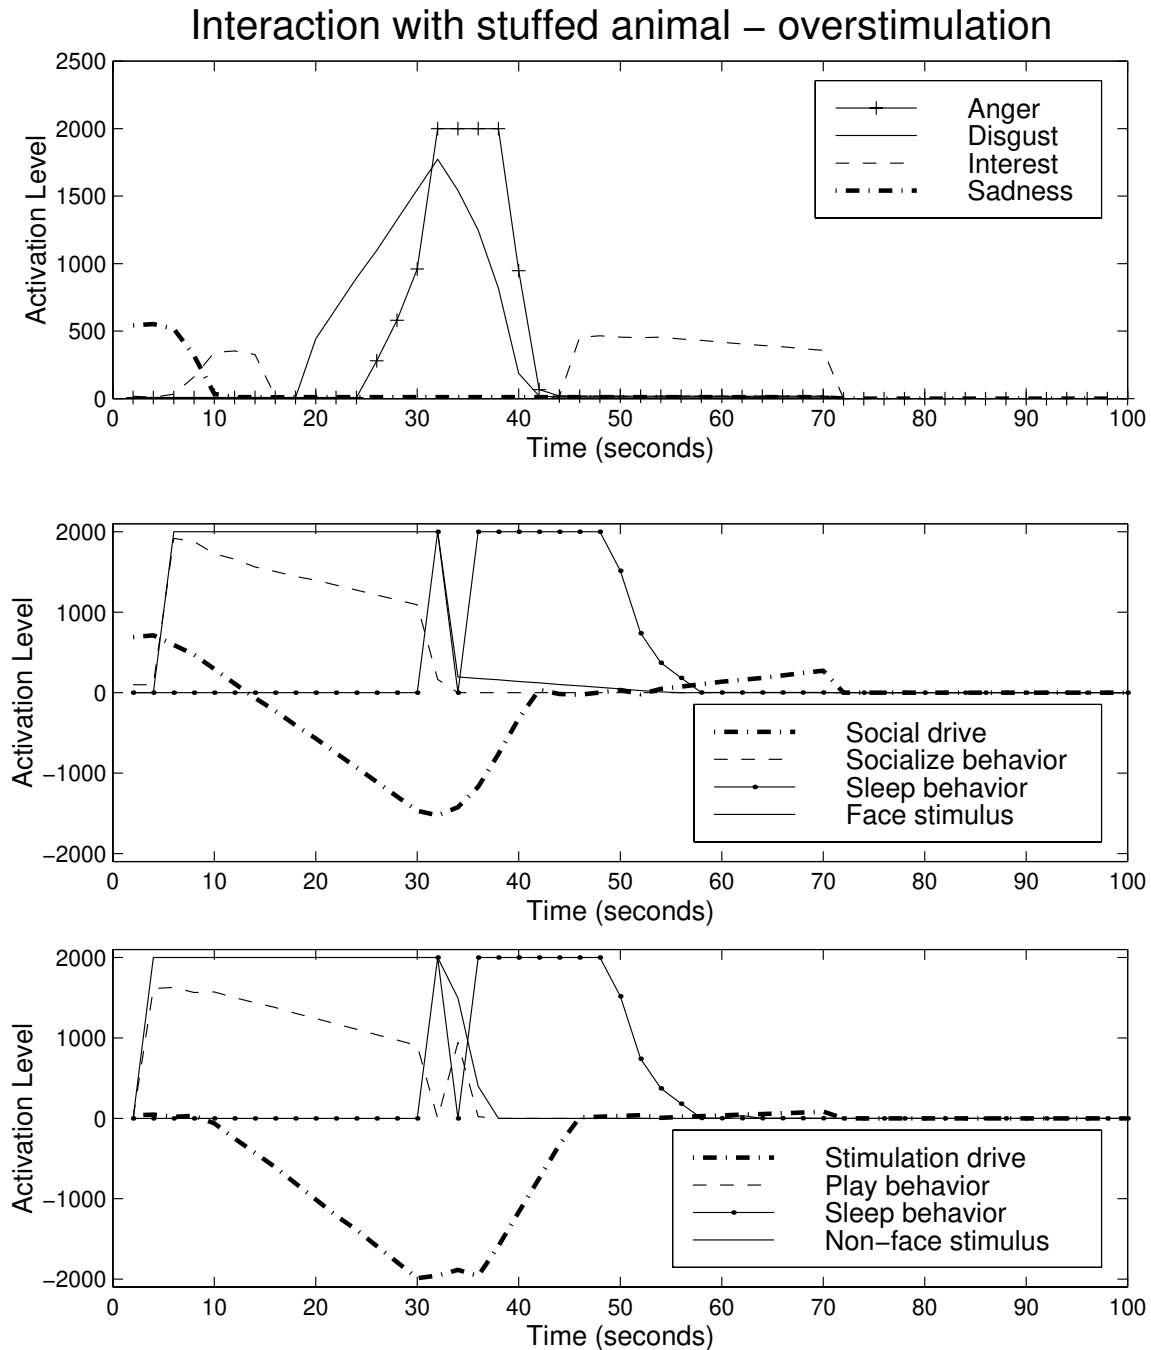 Interaction with stuffed animal – overstimulation
2500
2000
1500
1000
500
0
Activation Level
Anger
Disgust
Interest
Sadness
0 10 20 30 40 50 60 70 80 90 100
Time (seconds)
2000
1000
0
−1000
−2000
Activation Level
Social drive
Socialize behavior
Sleep behavior
Face stimulus
0 10 20 30 40 50 60 70 80 90 100
Time (seconds)
2000
1000
0
−1000
−2000
Activation Level
Stimulation drive
Play behavior
Sleep behavior
Non−face stimulus
0 10 20 30 40 50 60 70 80 90 100
Time (seconds)